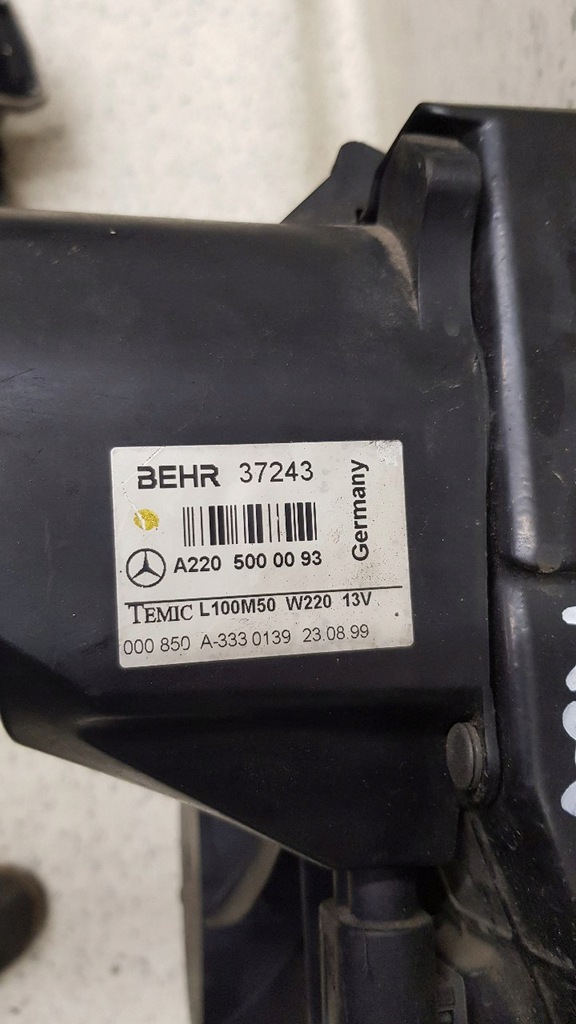 BEHR 37243
Germany
A220 500 00 93
TEMIC L100M50 W220 13V
000 850 A-333 0139 23.08.99